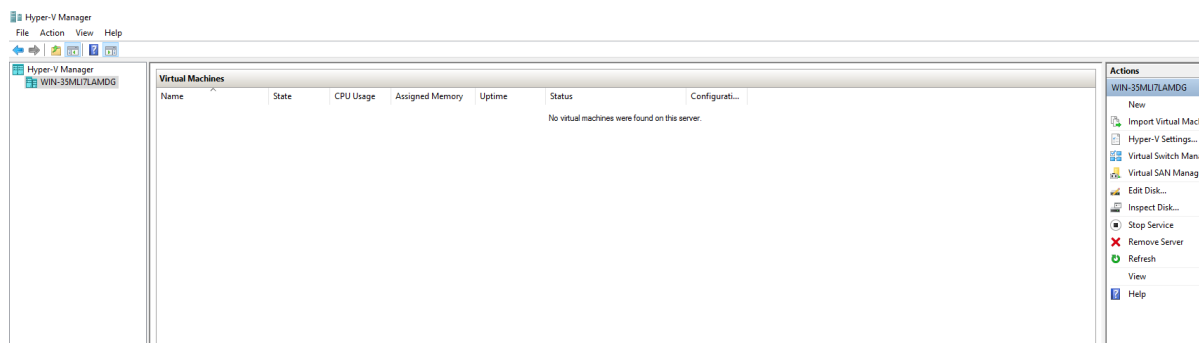 Hyper-V Manager
File Action View Help
Hyper-V Manager
WIN-35MLI7LAMDG
Virtual Machines
Name State CPU Usage Assigned Memory Uptime Status Configurati...
No virtual machines were found on this server.
Actions
WIN-35MLI7LAMDG
New
Import Virtual Mac
Hyper-V Settings...
Virtual Switch Man
Virtual SAN Manag
Edit Disk...
Inspect Disk...
Stop Service
Remove Server
Refresh
View
Help